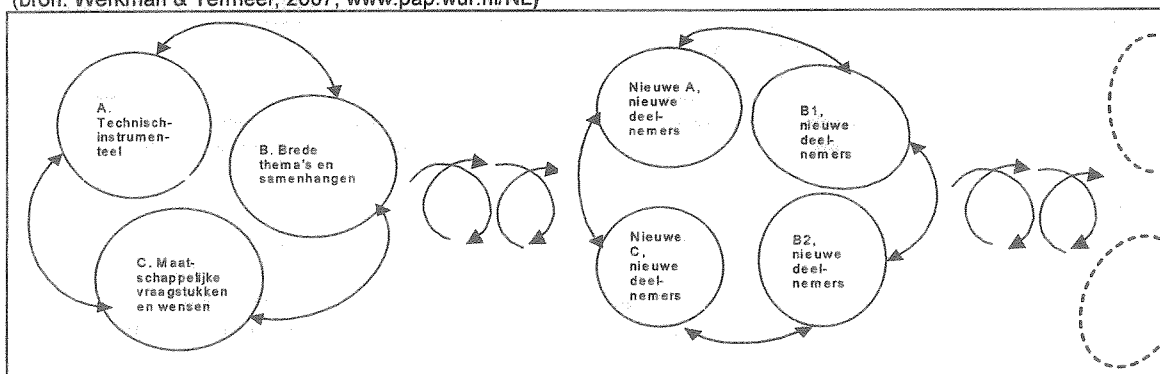 (bron: Werkman & Termeer, 2007, www.pap.wur.nl/NL)
A.
Technisch-
instrumen-
teel
B. Brede
thema's en
samenhangen
C. Maat-
schappelijke
vraagstukken
en wensen
Nieuwe A,
nieuwe
deel-
nemers
B1,
nieuwe
deel-
nemers
Nieuwe
C,
nieuwe
deel-
nemers
B2,
nieuwe
deel-
nemers